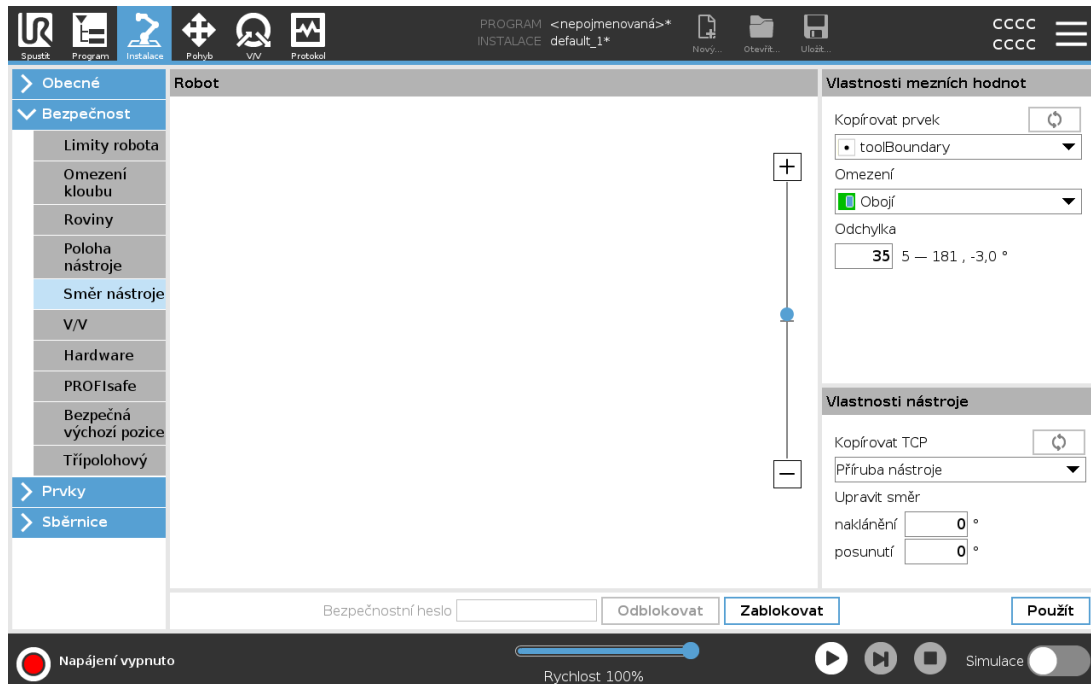 UR
Spustit
Program
Instalace
Pohyb
V/V
Protokol
PROGRAM <nepojmenovaná>*
INSTALACE default_1*
Nový...
Otevřít...
Uložit...
CCCC
CCCC
Obecné
Bezpečnost
Limity robota
Omezení
kloubu
Roviny
Poloha
nástroje
Směr nástroje
V/V
Hardware
PROFIsafe
Bezpečná
výchozí pozice
Třípolohový
Prvky
Sběrnice
Robot
Vlastnosti mezních hodnot
Kopírovat prvek
toolBoundary
Omezení
Obojí
Odchylka
35 5 — 181 , -3,0 °
Vlastnosti nástroje
Kopírovat TCP
Příruba nástroje
Upravit směr
naklánění 0 °
posunutí 0 °
Bezpečnostní heslo
Odblokovat
Zablokovat
Použít
Napájení vypnuto
Rychlost 100%
Simulace